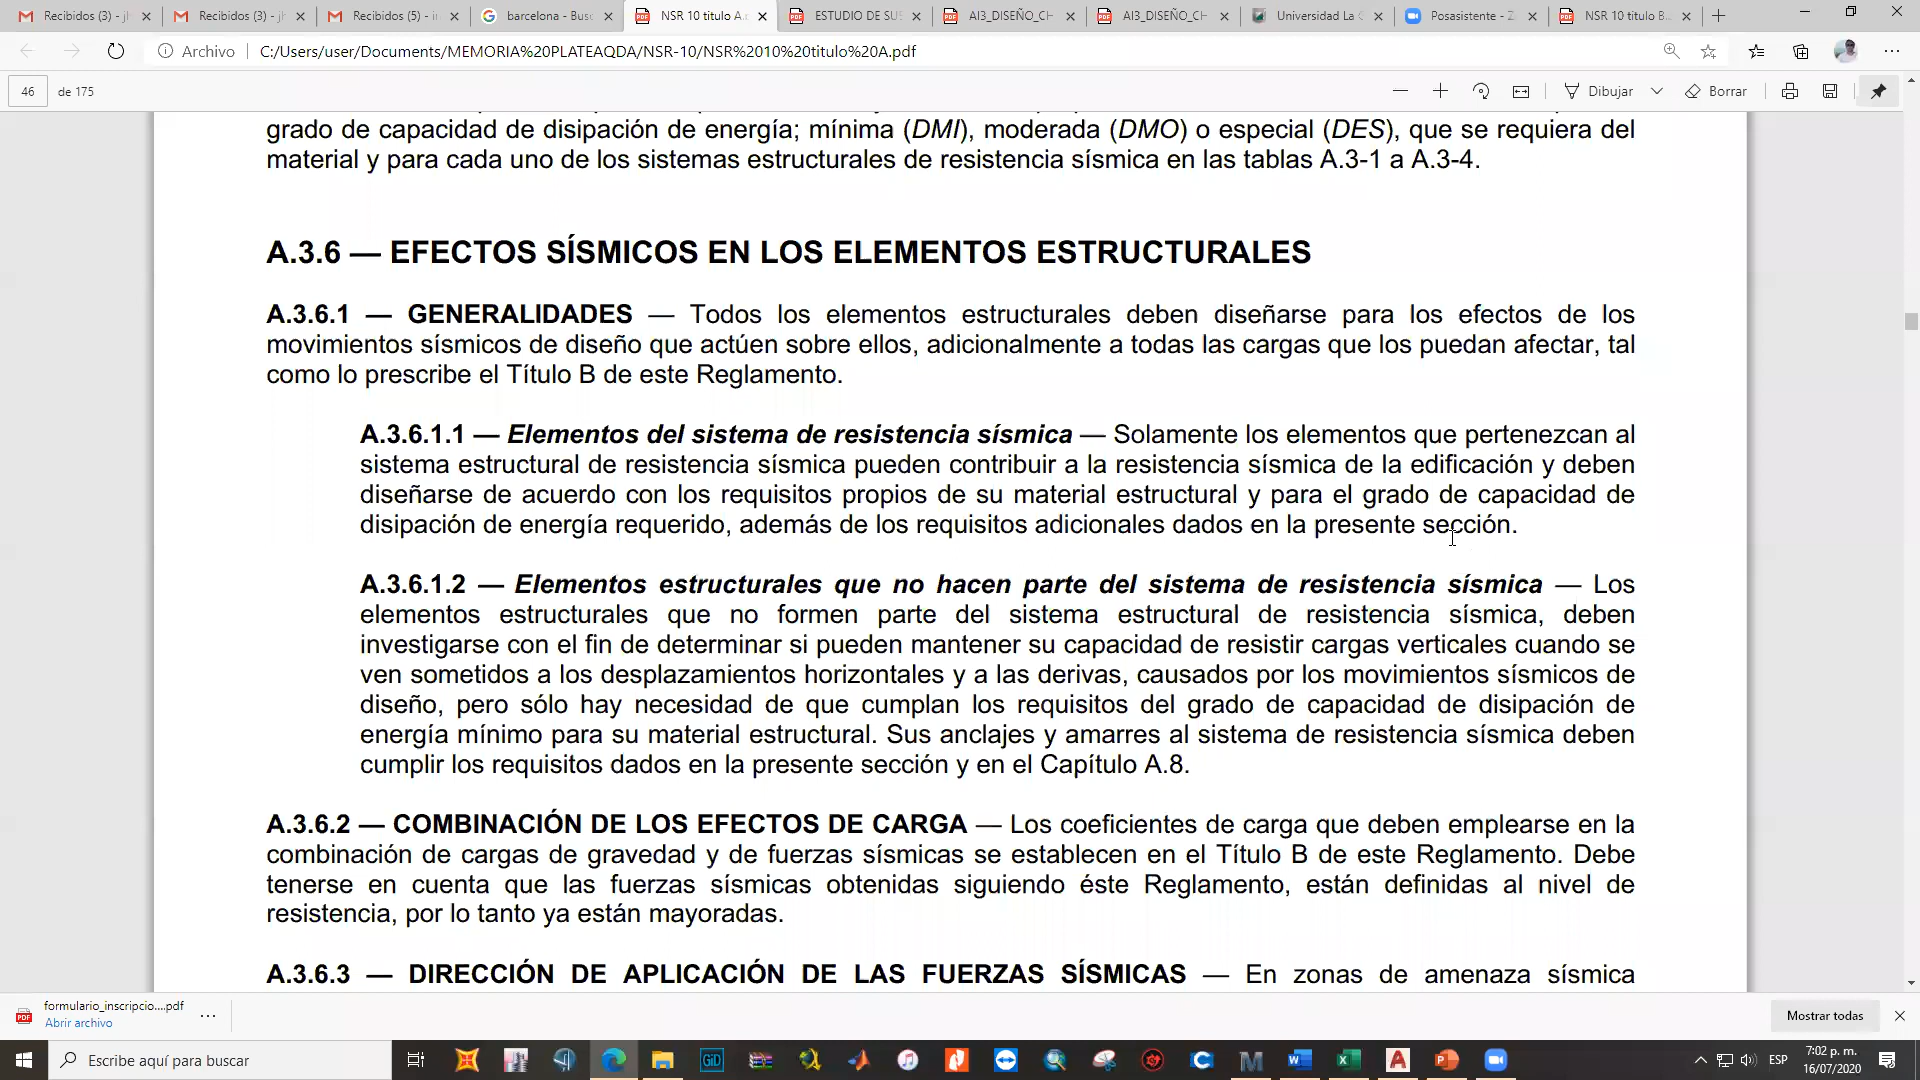 Recibidos (3) - jh
Recibidos (3) - jh
Recibidos (5) - in
barcelona - Busc
NSR 10 titulo A.p
ESTUDIO DE SUS
AI3_DISEÑO_CH
AI3_DISEÑO_CH
Universidad La G
Posasistente - Z
NSR 10 titulo B.
Archivo
C:/Users/user/Documents/MEMORIA%20PLATEAQDA/NSR-10/NSR%2010%20titulo%20A.pdf
46 de 175
Dibujar
Borrar
grado de capacidad de disipación de energía; mínima (DMI), moderada (DMO) o especial (DES), que se requiera del
material y para cada uno de los sistemas estructurales de resistencia sísmica en las tablas A.3-1 a A.3-4.
A.3.6 — EFECTOS SÍSMICOS EN LOS ELEMENTOS ESTRUCTURALES
A.3.6.1 — GENERALIDADES — Todos los elementos estructurales deben diseñarse para los efectos de los
movimientos sísmicos de diseño que actúen sobre ellos, adicionalmente a todas las cargas que los puedan afectar, tal
como lo prescribe el Título B de este Reglamento.
A.3.6.1.1 — Elementos del sistema de resistencia sísmica — Solamente los elementos que pertenezcan al
sistema estructural de resistencia sísmica pueden contribuir a la resistencia sísmica de la edificación y deben
diseñarse de acuerdo con los requisitos propios de su material estructural y para el grado de capacidad de
disipación de energía requerido, además de los requisitos adicionales dados en la presente sección.
A.3.6.1.2 — Elementos estructurales que no hacen parte del sistema de resistencia sísmica — Los
elementos estructurales que no formen parte del sistema estructural de resistencia sísmica, deben
investigarse con el fin de determinar si pueden mantener su capacidad de resistir cargas verticales cuando se
ven sometidos a los desplazamientos horizontales y a las derivas, causados por los movimientos sísmicos de
diseño, pero sólo hay necesidad de que cumplan los requisitos del grado de capacidad de disipación de
energía mínimo para su material estructural. Sus anclajes y amarres al sistema de resistencia sísmica deben
cumplir los requisitos dados en la presente sección y en el Capítulo A.8.
A.3.6.2 — COMBINACIÓN DE LOS EFECTOS DE CARGA — Los coeficientes de carga que deben emplearse en la
combinación de cargas de gravedad y de fuerzas sísmicas se establecen en el Título B de este Reglamento. Debe
tenerse en cuenta que las fuerzas sísmicas obtenidas siguiendo éste Reglamento, están definidas al nivel de
resistencia, por lo tanto ya están mayoradas.
A.3.6.3 — DIRECCIÓN DE APLICACIÓN DE LAS FUERZAS SÍSMICAS — En zonas de amenaza sísmica
formulario_inscripcio....pdf
Abrir archivo
Mostrar todas
Escribe aquí para buscar
GiD
ESP
7:02 p. m.
16/07/2020